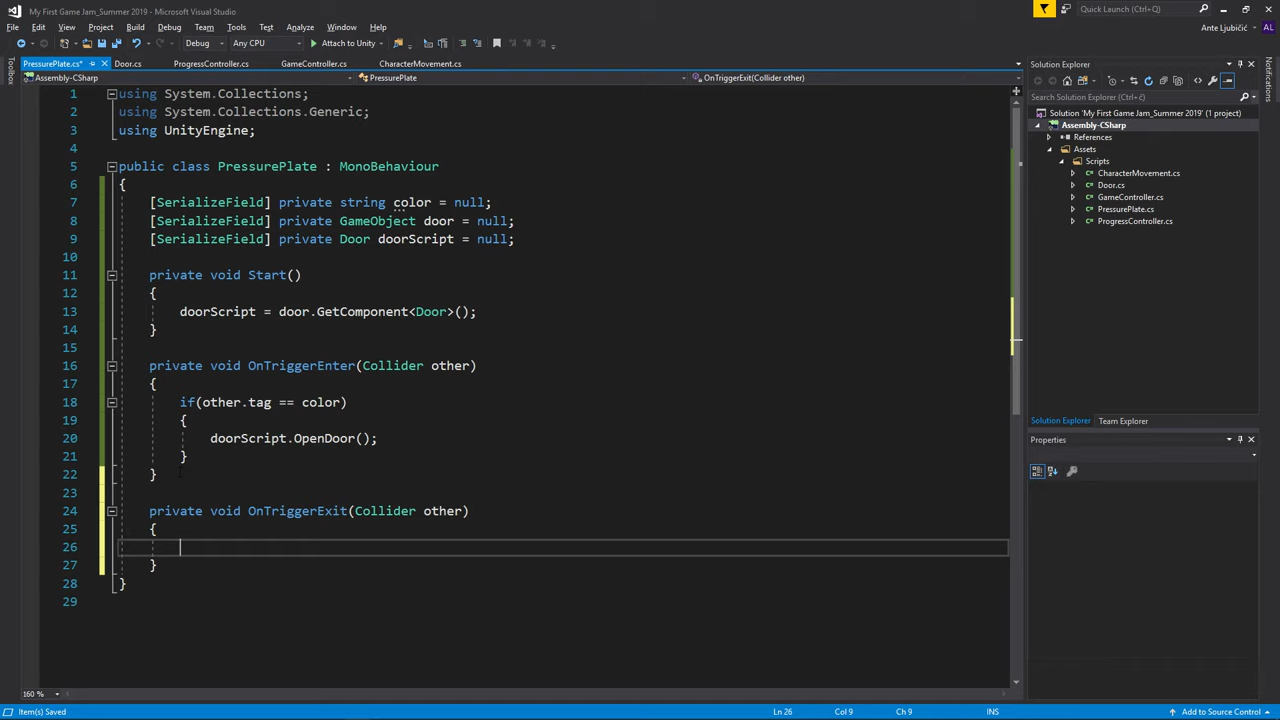 My First Game Jam_Summer 2019 - Microsoft Visual Studio
Quick Launch (Ctrl+Q)
File Edit View Project Build Debug Team Tools Test Analyze Window Help
Ante Ljubičić AL
Debug Any CPU Attach to Unity
PressurePlate.cs* Door.cs ProgressController.cs GameController.cs CharacterMovement.cs
Assembly-CSharp PressurePlate OnTriggerExit(Collider other)
Toolbox
Notifications
1 using System.Collections;
2 using System.Collections.Generic;
3 using UnityEngine;
4
5 public class PressurePlate : MonoBehaviour
6 {
7 [SerializeField] private string color = null;
8 [SerializeField] private GameObject door = null;
9 [SerializeField] private Door doorScript = null;
10
11 private void Start()
12 {
13 doorScript = door.GetComponent<Door>();
14 }
15
16 private void OnTriggerEnter(Collider other)
17 {
18 if(other.tag == color)
19 {
20 doorScript.OpenDoor();
21 }
22 }
23
24 private void OnTriggerExit(Collider other)
25 {
26
27 }
28 }
29
160 %
Solution Explorer
Search Solution Explorer (Ctrl+č)
Solution 'My First Game Jam_Summer 2019' (1 project)
Assembly-CSharp
References
Assets
Scripts
CharacterMovement.cs
Door.cs
GameController.cs
PressurePlate.cs
ProgressController.cs
Solution Explorer Team Explorer
Properties
Item(s) Saved Ln 26 Col 9 Ch 9 INS Add to Source Control